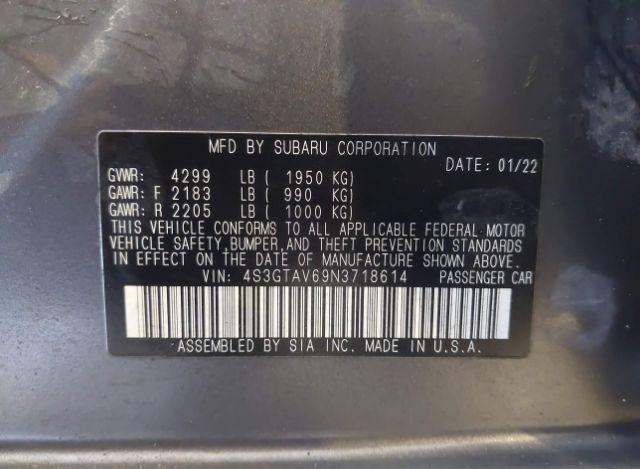 MFD BY SUBARU CORPORATION
DATE: 01/22
GVWR: 4299 LB ( 1950 KG)
GAWR: F 2183 LB ( 990 KG)
GAWR: R 2205 LB ( 1000 KG)
THIS VEHICLE CONFORMS TO ALL APPLICABLE FEDERAL MOTOR
VEHICLE SAFETY, BUMPER, AND THEFT PREVENTION STANDARDS
IN EFFECT ON THE DATE OF MANUFACTURE SHOWN ABOVE.
VIN: 4S3GTAV69N3718614 PASSENGER CAR
ASSEMBLED BY SIA INC. MADE IN U.S.A.